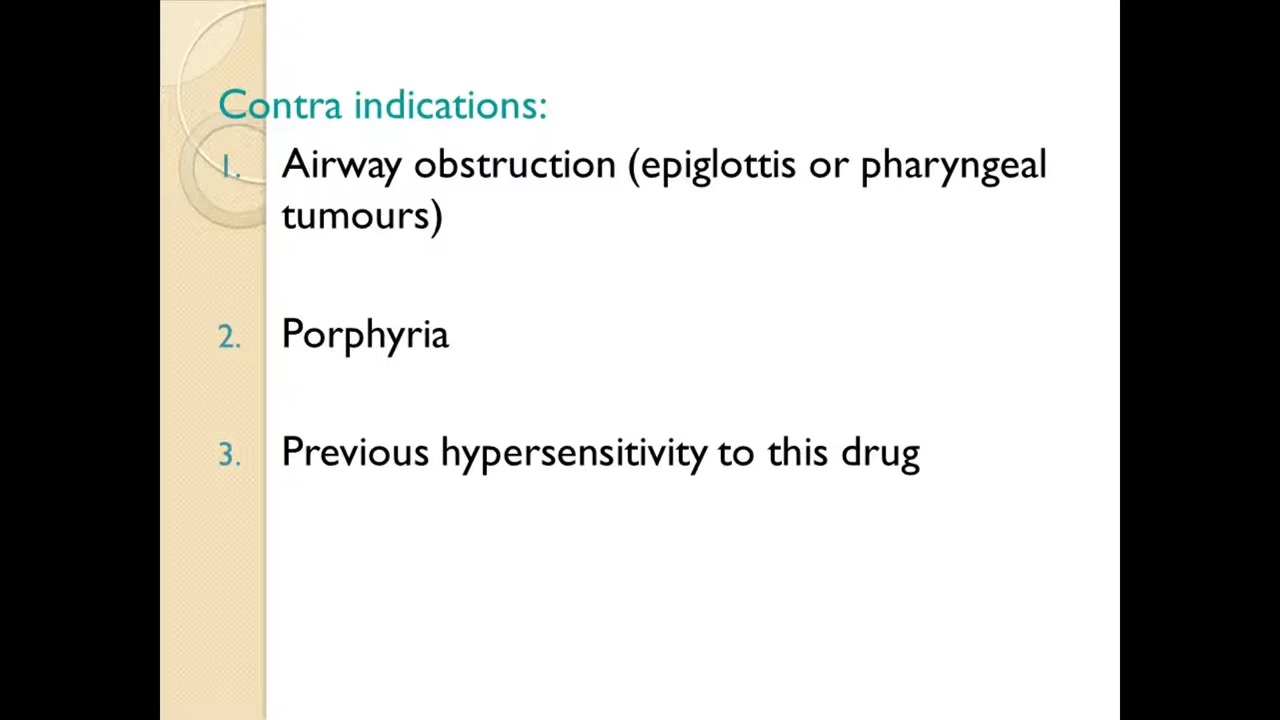 Contra indications:
1. Airway obstruction (epiglottis or pharyngeal
tumours)
2. Porphyria
3. Previous hypersensitivity to this drug